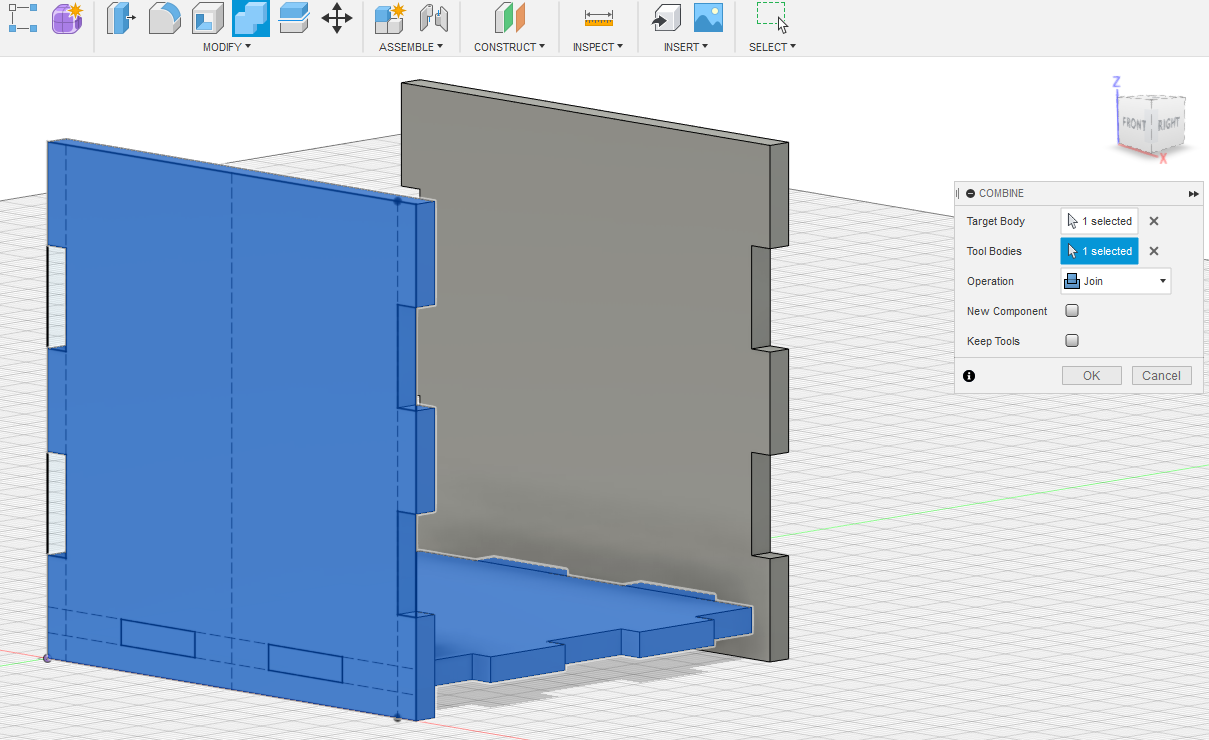 MODIFY ASSEMBLE CONSTRUCT INSPECT INSERT SELECT
Z
FRONT RIGHT
X
COMBINE
Target Body 1 selected
Tool Bodies 1 selected
Operation Join
New Component
Keep Tools
OK Cancel